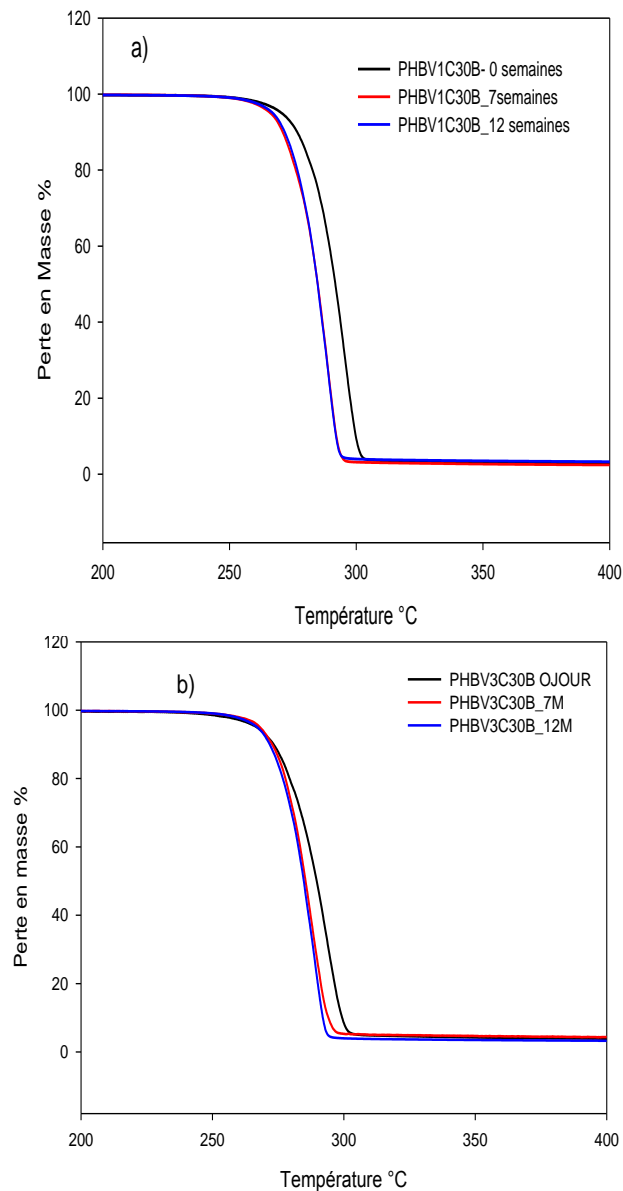 120
a)
PHBV1C30B- 0 semaines
PHBV1C30B_7semaines
PHBV1C30B_12 semaines
100
80
60
40
20
0
Perte en Masse %
200
250
300
350
400
Température °C
120
b)
PHBV3C30B OJOUR
PHBV3C30B_7M
PHBV3C30B_12M
100
80
60
40
20
0
Perte en masse %
200
250
300
350
400
Température °C